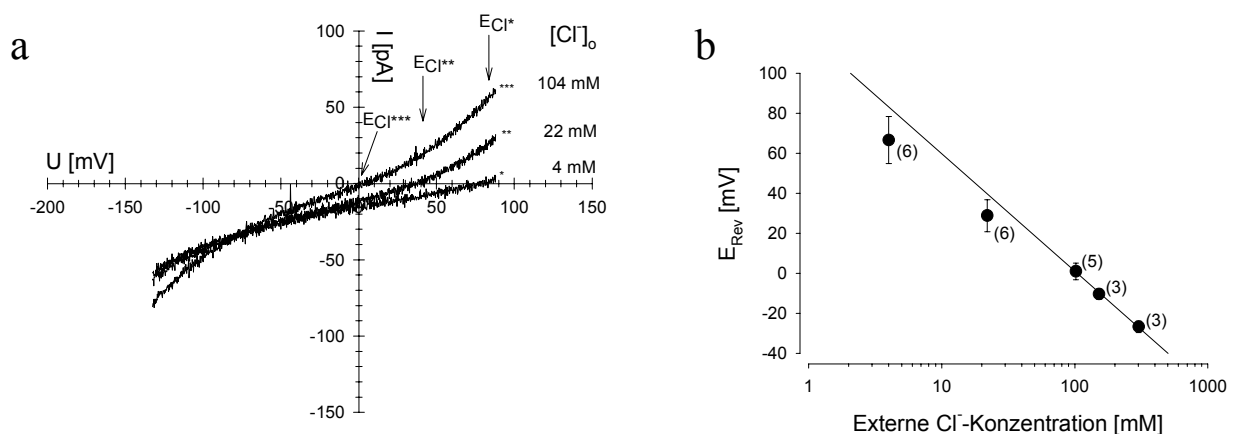 a
100
50
-50
-100
-150
I [pA]
U [mV]
-200
-150
-100
-50
0
50
100
150
E_Cl*
E_Cl**
E_Cl***
[Cl⁻]ₒ
*** 104 mM
** 22 mM
* 4 mM
b
E_Rev [mV]
100
80
60
40
20
0
-20
-40
(6)
(6)
(5)
(3)
(3)
1
10
100
1000
Externe Cl⁻-Konzentration [mM]